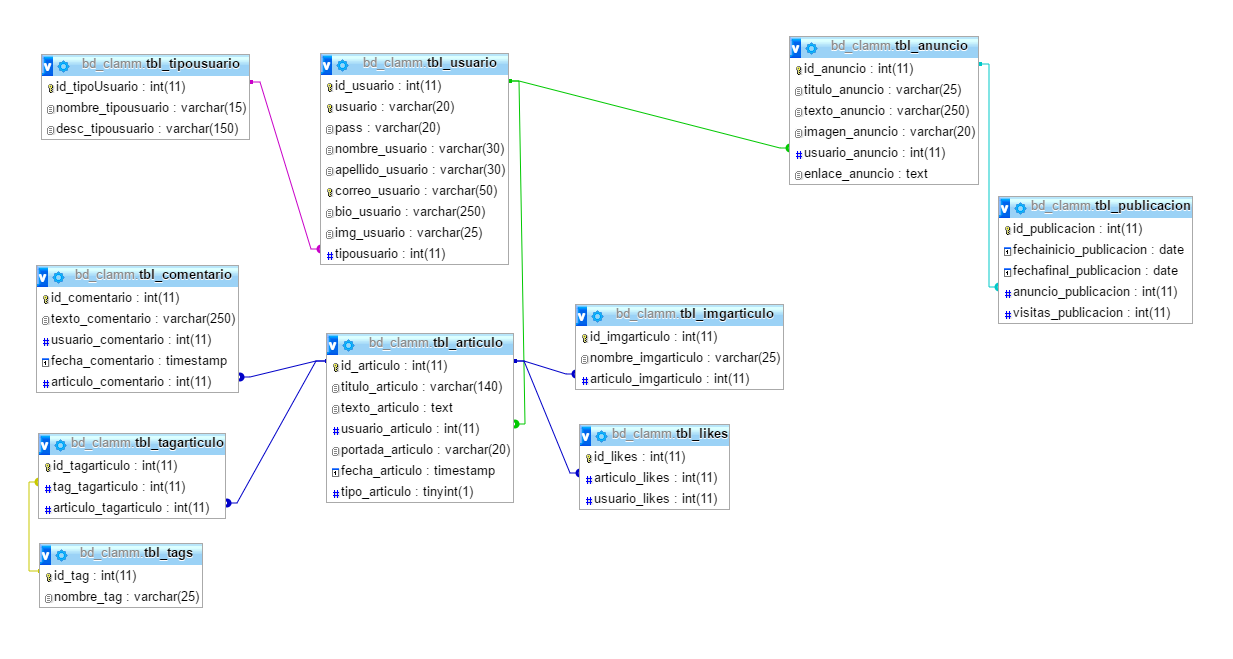 bd_clamm.tbl_tipousuario
id_tipoUsuario : int(11)
nombre_tipousuario : varchar(15)
desc_tipousuario : varchar(150)
bd_clamm.tbl_usuario
id_usuario : int(11)
usuario : varchar(20)
pass : varchar(20)
nombre_usuario : varchar(30)
apellido_usuario : varchar(30)
correo_usuario : varchar(50)
bio_usuario : varchar(250)
img_usuario : varchar(25)
tipousuario : int(11)
bd_clamm.tbl_anuncio
id_anuncio : int(11)
titulo_anuncio : varchar(25)
texto_anuncio : varchar(250)
imagen_anuncio : varchar(20)
usuario_anuncio : int(11)
enlace_anuncio : text
bd_clamm.tbl_publicacion
id_publicacion : int(11)
fechainicio_publicacion : date
fechafinal_publicacion : date
anuncio_publicacion : int(11)
visitas_publicacion : int(11)
bd_clamm.tbl_comentario
id_comentario : int(11)
texto_comentario : varchar(250)
usuario_comentario : int(11)
fecha_comentario : timestamp
articulo_comentario : int(11)
bd_clamm.tbl_articulo
id_articulo : int(11)
titulo_articulo : varchar(140)
texto_articulo : text
usuario_articulo : int(11)
portada_articulo : varchar(20)
fecha_articulo : timestamp
tipo_articulo : tinyint(1)
bd_clamm.tbl_imgarticulo
id_imgarticulo : int(11)
nombre_imgarticulo : varchar(25)
articulo_imgarticulo : int(11)
bd_clamm.tbl_likes
id_likes : int(11)
articulo_likes : int(11)
usuario_likes : int(11)
bd_clamm.tbl_tagarticulo
id_tagarticulo : int(11)
tag_tagarticulo : int(11)
articulo_tagarticulo : int(11)
bd_clamm.tbl_tags
id_tag : int(11)
nombre_tag : varchar(25)